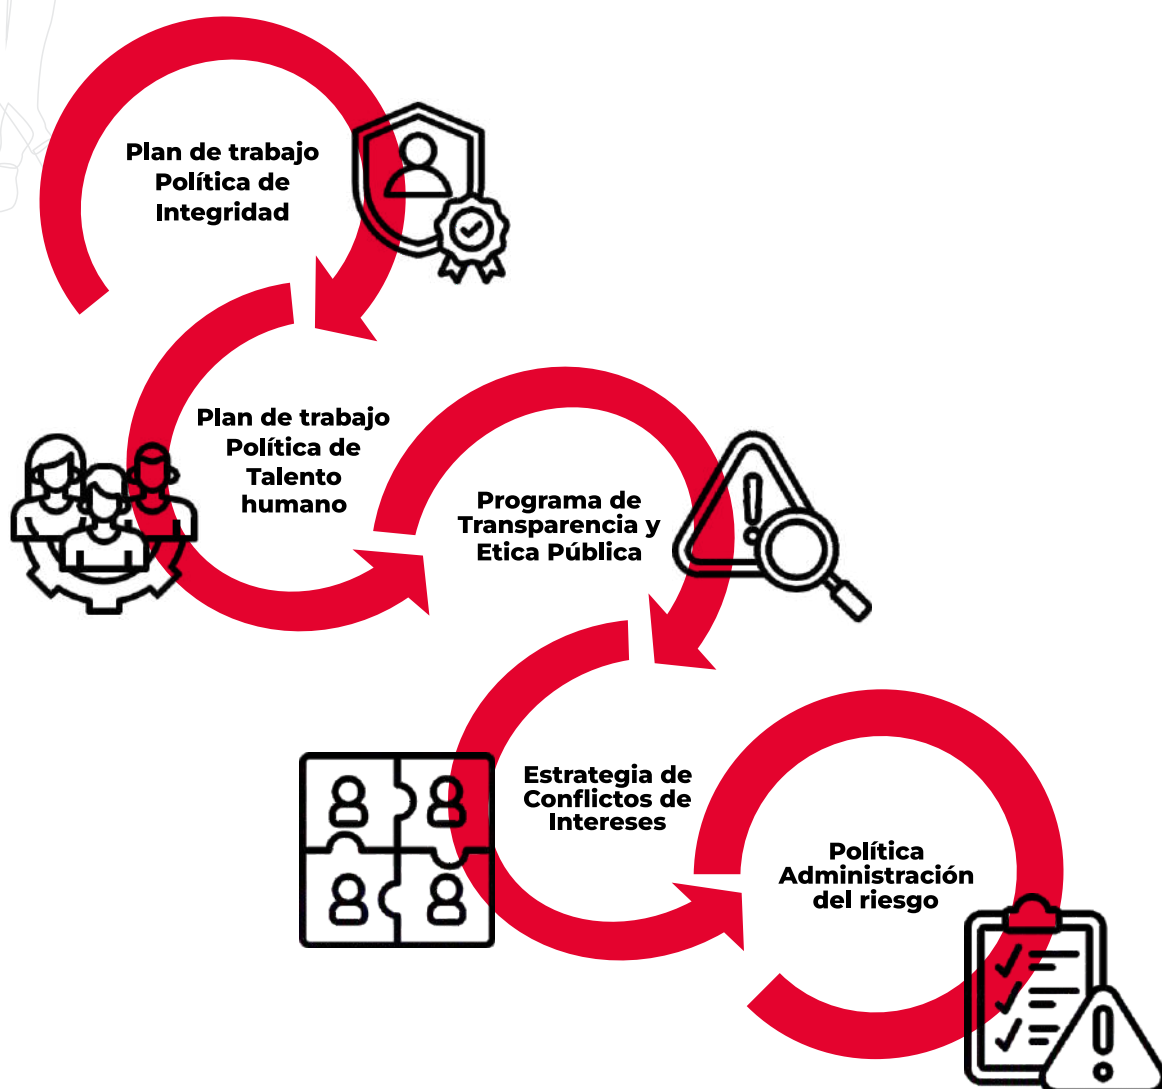 Plan de trabajo
Política de
Integridad
Plan de trabajo
Política de
Talento
humano
Programa de
Transparencia y
Etica Pública
Estrategia de
Conflictos de
Intereses
Política
Administración
del riesgo